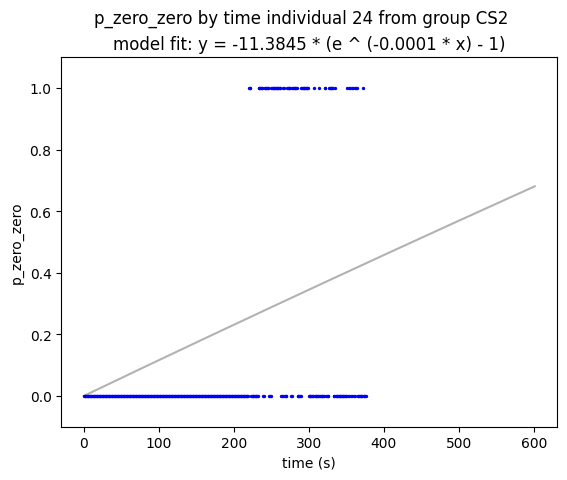 p_zero_zero by time individual 24 from group CS2
model fit: y = -11.3845 * (e ^ (-0.0001 * x) - 1)
1.0
0.8
0.6
0.4
0.2
0.0
p_zero_zero
0 100 200 300 400 500 600
time (s)